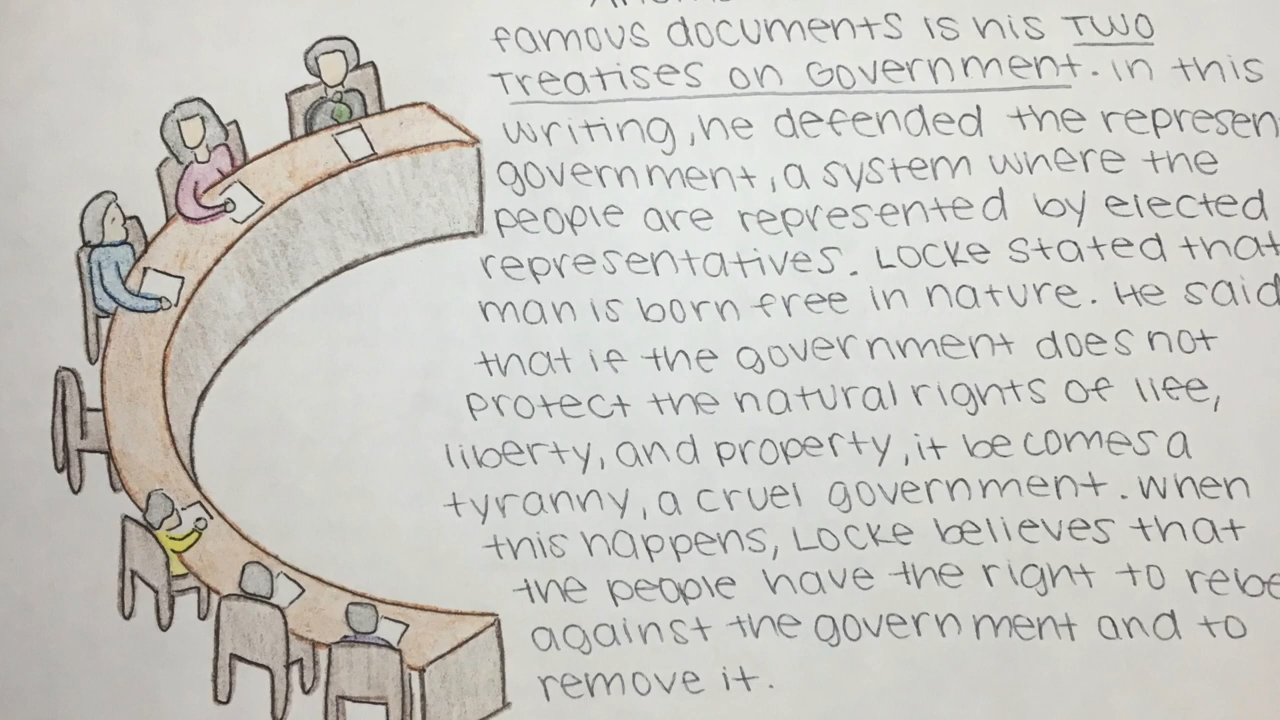 famous documents is his Two
Treatises on Government. In this
writing, he defended the represen
government, a system where the
people are represented by elected
representatives. Locke stated that
man is born free in nature. He said
that if the government does not
protect the natural rights of life,
liberty, and property, it becomes a
tyranny, a cruel government. When
this happens, Locke believes that
the people have the right to rebe
against the government and to
remove it.